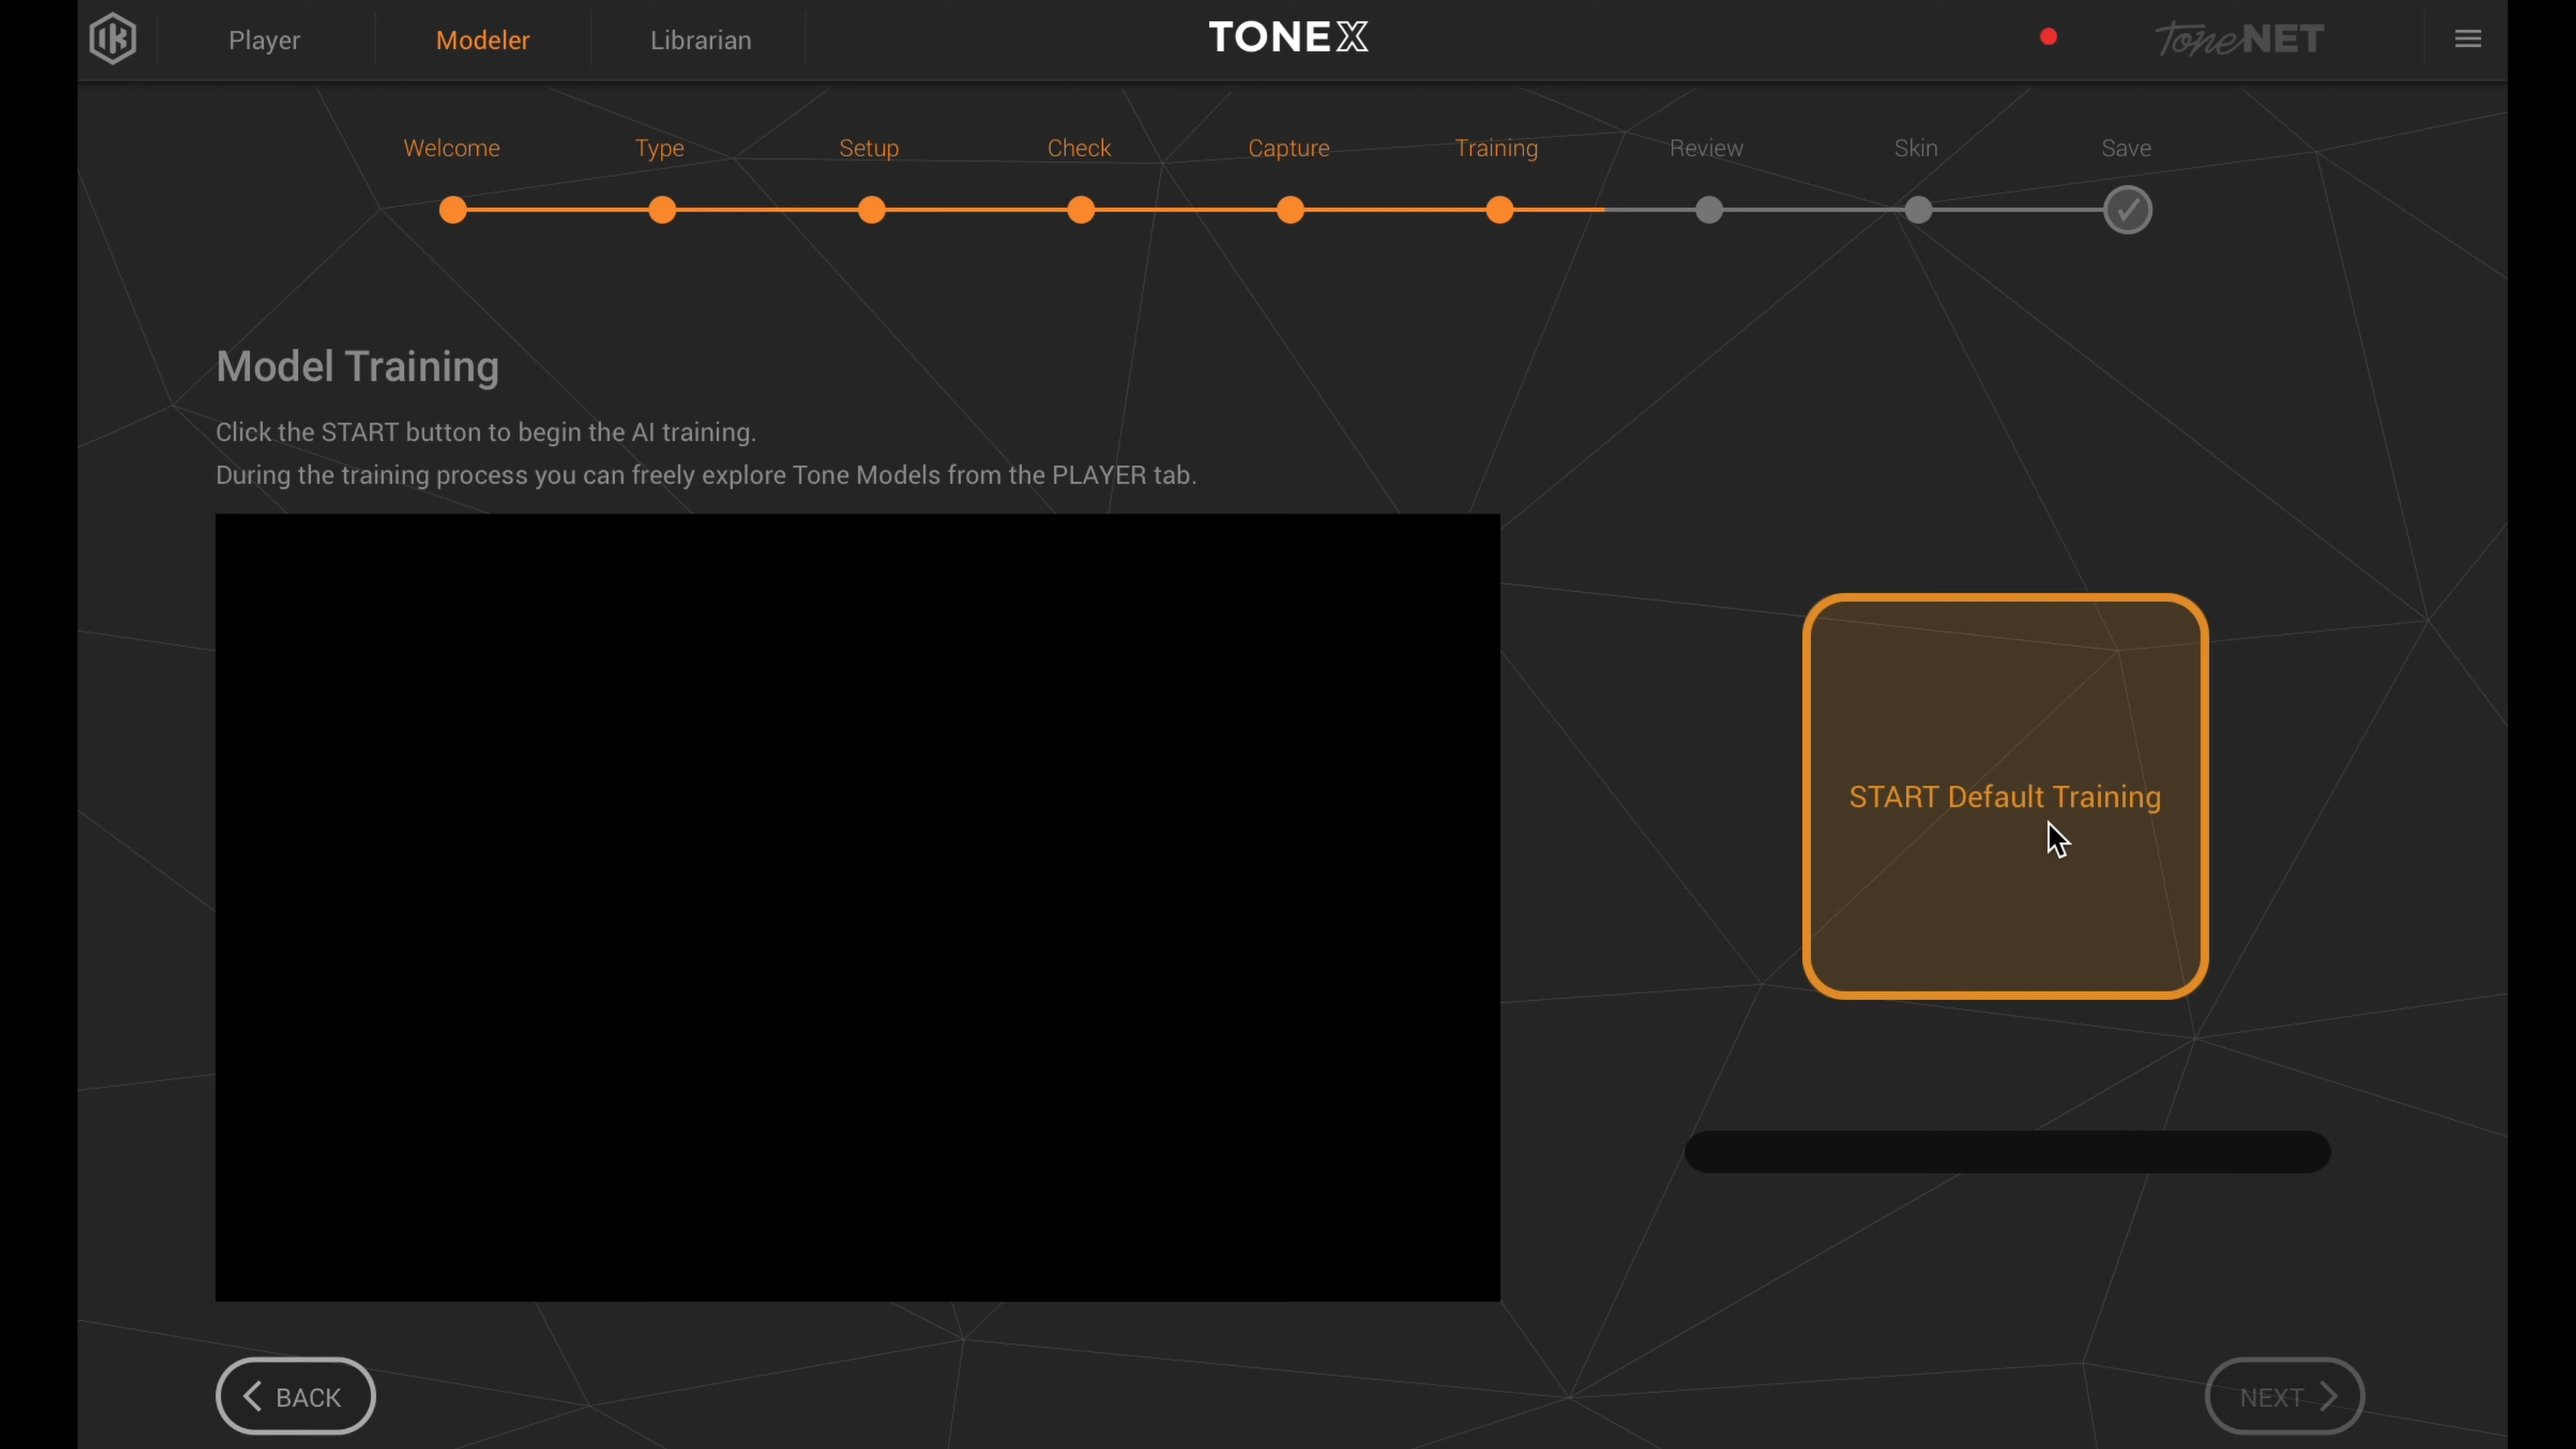 Player
Modeler
Librarian
TONEX
ToneNET
Welcome
Type
Setup
Check
Capture
Training
Review
Skin
Save
Model Training
Click the START button to begin the AI training.
During the training process you can freely explore Tone Models from the PLAYER tab.
START Default Training
BACK
NEXT